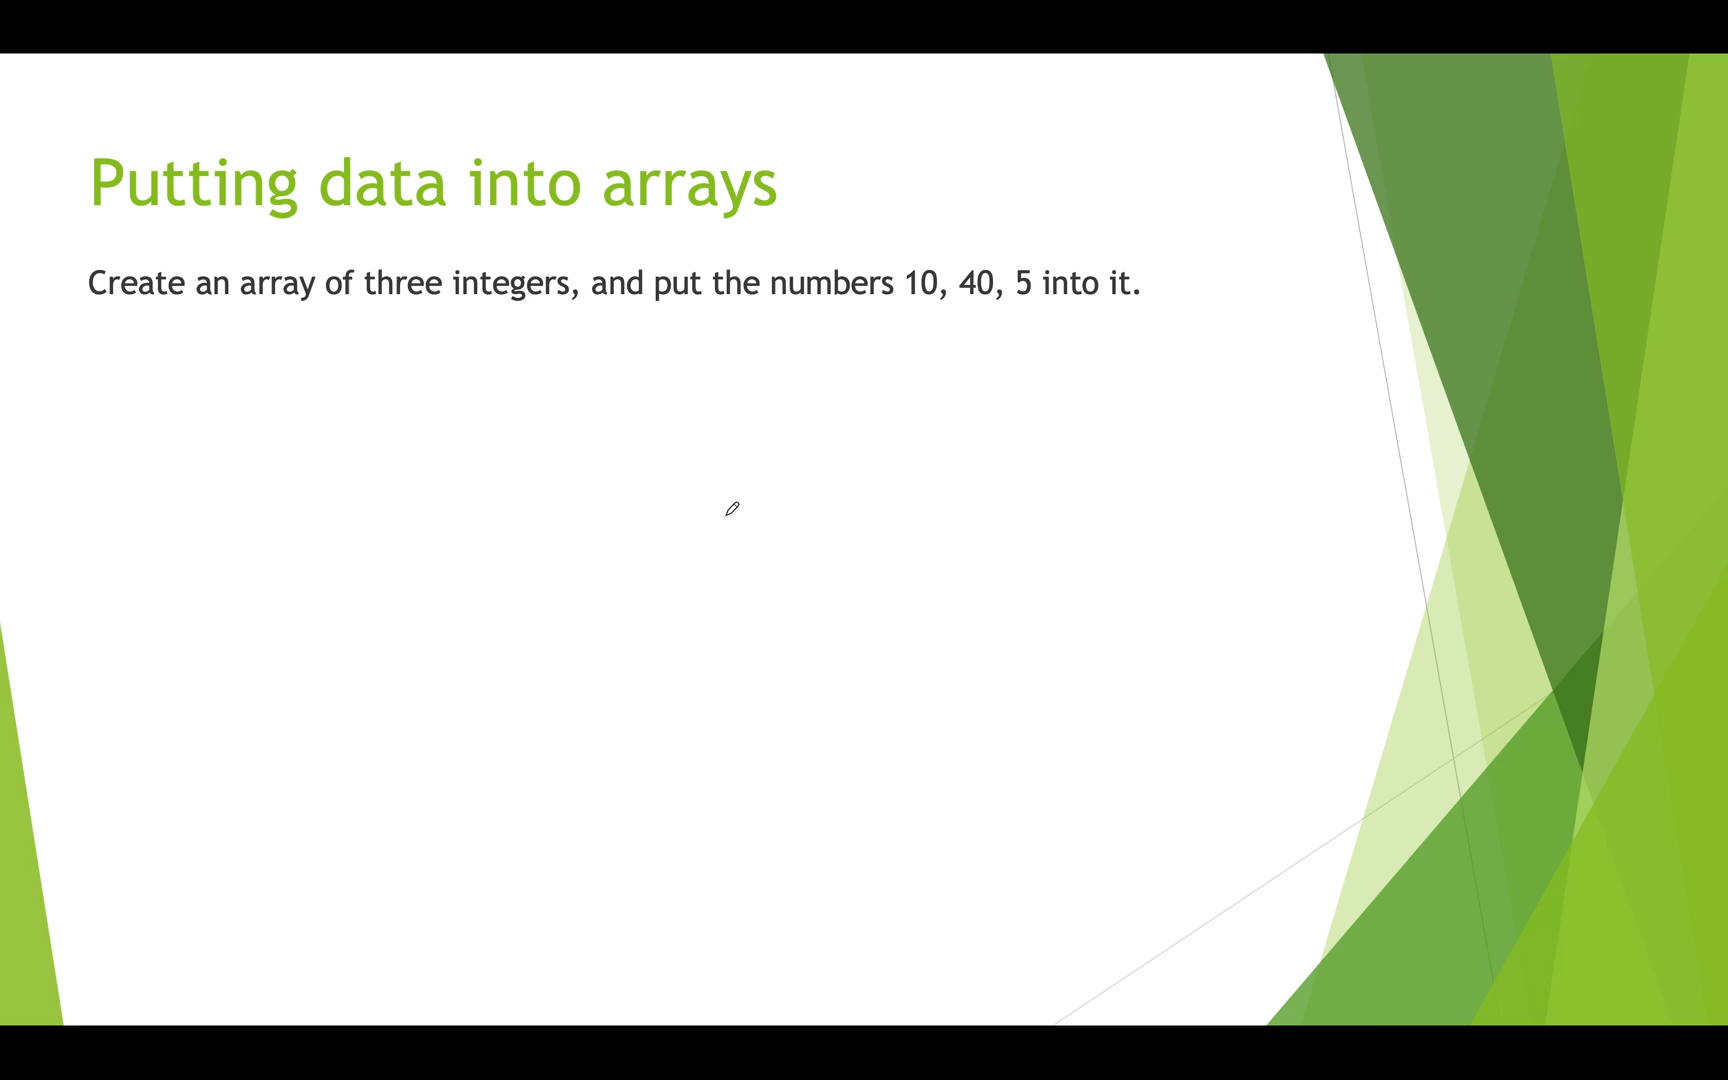 Putting data into arrays
Create an array of three integers, and put the numbers 10, 40, 5 into it.